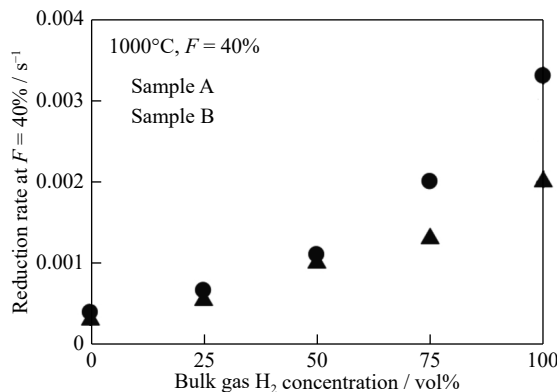 0.004
0.003
0.002
0.001
0
0
25
50
75
100
1000°C, F = 40%
Sample A
Sample B
Reduction rate at F = 40% / s⁻¹
Bulk gas H₂ concentration / vol%